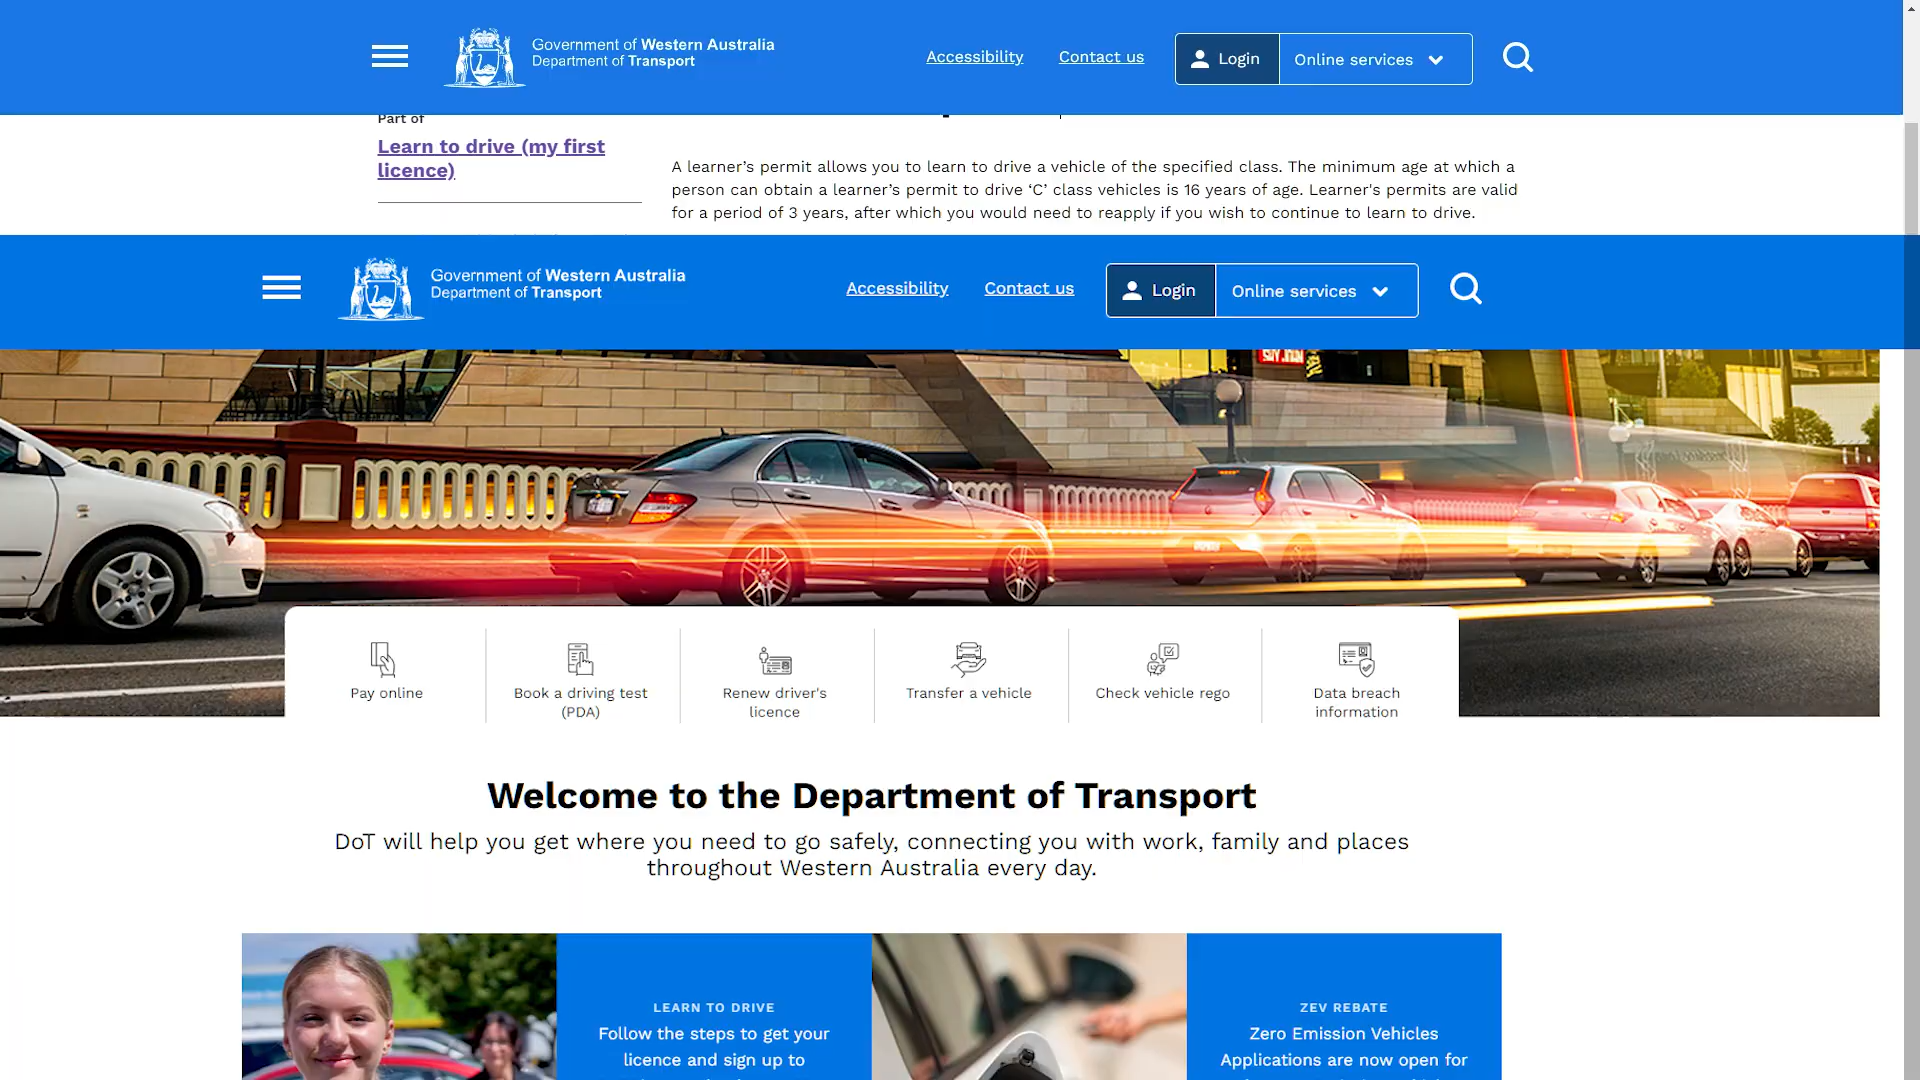 Government of Western Australia
Department of Transport
Accessibility
Contact us
Login
Online services
Part of
Learn to drive (my first
licence)
A learner’s permit allows you to learn to drive a vehicle of the specified class. The minimum age at which a
person can obtain a learner’s permit to drive ‘C’ class vehicles is 16 years of age. Learner's permits are valid
for a period of 3 years, after which you would need to reapply if you wish to continue to learn to drive.
Government of Western Australia
Department of Transport
Accessibility
Contact us
Login
Online services
Pay online
Book a driving test
(PDA)
Renew driver's
licence
Transfer a vehicle
Check vehicle rego
Data breach
information
Welcome to the Department of Transport
DoT will help you get where you need to go safely, connecting you with work, family and places
throughout Western Australia every day.
LEARN TO DRIVE
Follow the steps to get your
licence and sign up to
ZEV REBATE
Zero Emission Vehicles
Applications are now open for